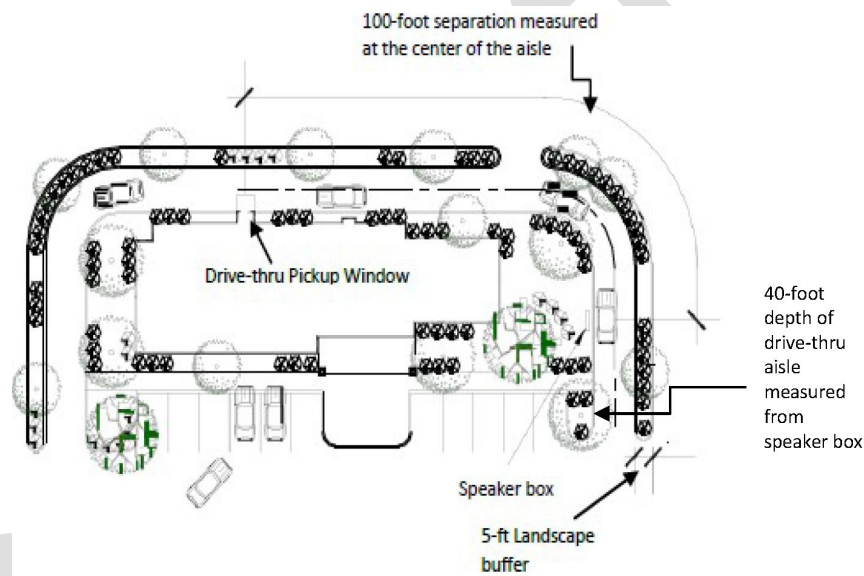 100-foot separation measured
at the center of the aisle
Drive-thru Pickup Window
40-foot
depth of
drive-thru
aisle
measured
from
speaker box
Speaker box
5-ft Landscape
buffer